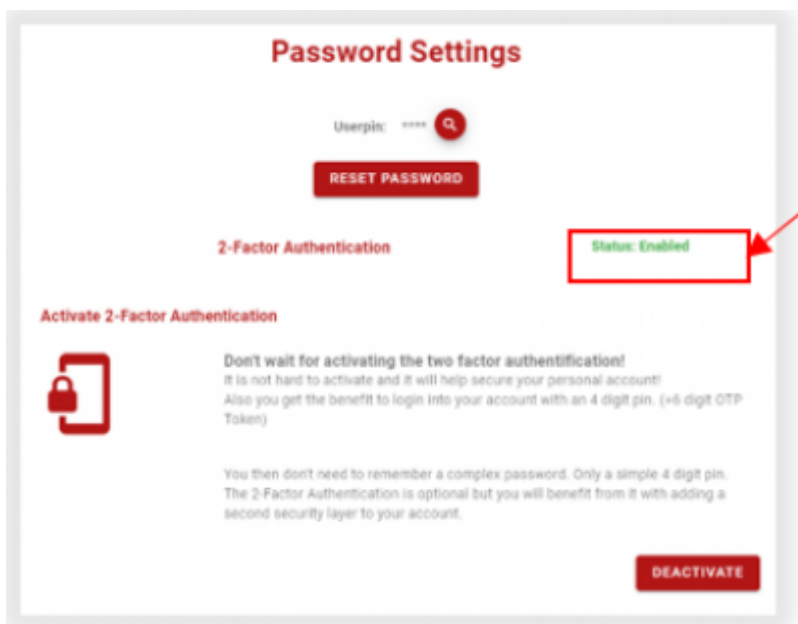 Password Settings
Userpin: ****
RESET PASSWORD
2-Factor Authentication
Status: Enabled
Activate 2-Factor Authentication
Don't wait for activating the two factor authentification!
It is not hard to activate and it will help secure your personal account!
Also you get the benefit to login into your account with an 4 digit pin. (+6 digit OTP
Token)
You then don't need to remember a complex password. Only a simple 4 digit pin.
The 2-Factor Authentication is optional but you will benefit from it with adding a
second security layer to your account.
DEACTIVATE